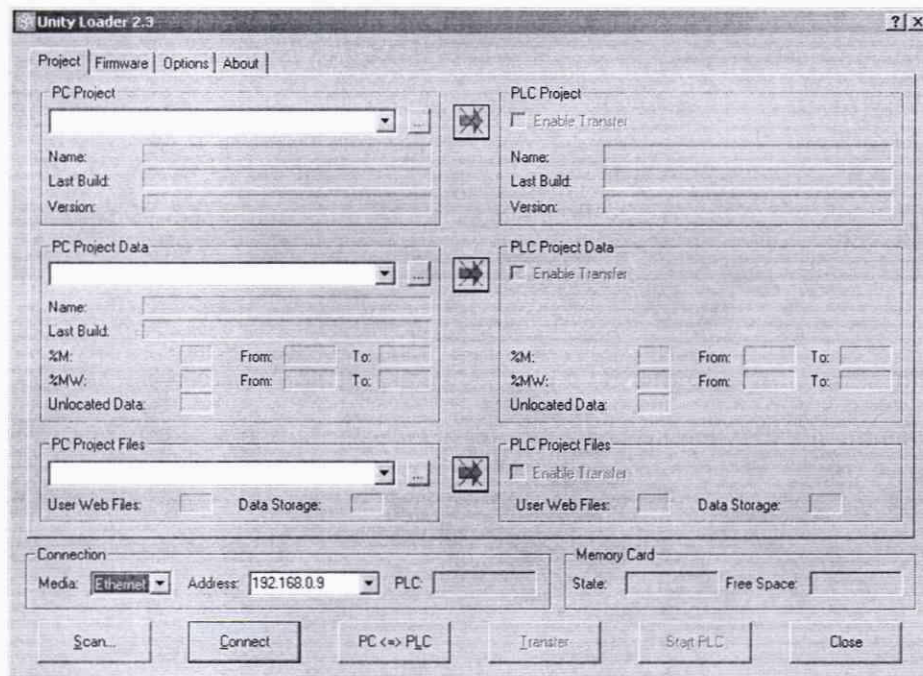 Unity Loader 2.3
Project Firmware Options About
PC Project
...
Name:
Last Build:
Version:
PLC Project
Enable Transfer
Name:
Last Build:
Version:
PC Project Data
...
Name:
Last Build:
%M: From: To:
%MW: From: To:
Unlocated Data:
PLC Project Data
Enable Transfer
%M: From: To:
%MW: From: To:
Unlocated Data:
PC Project Files
...
User Web Files: Data Storage:
PLC Project Files
Enable Transfer
User Web Files: Data Storage:
Connection
Media: Ethernet Address: 192.168.0.9 PLC:
Memory Card
State: Free Space:
Scan... Connect PC <=> PLC Transfer Start PLC Close